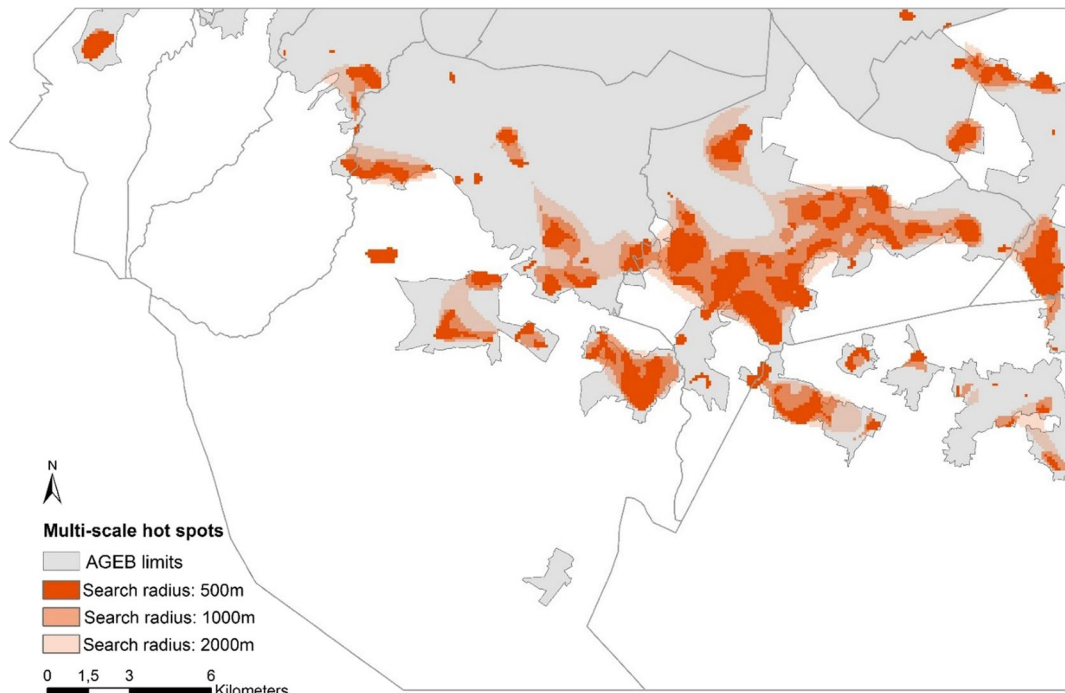 N
Multi-scale hot spots
AGEB limits
Search radius: 500m
Search radius: 1000m
Search radius: 2000m
0 1,5 3 6
Kilometers